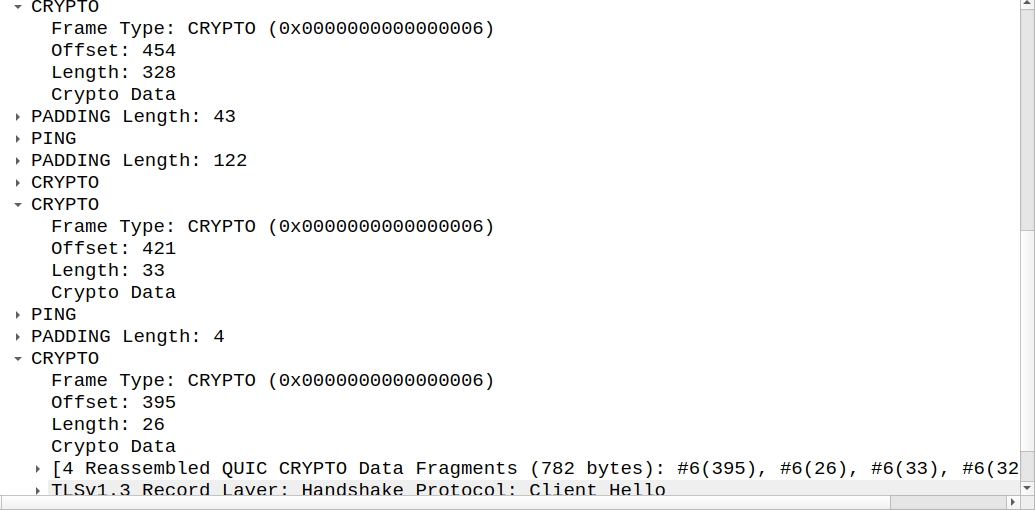 CRYPTO
Frame Type: CRYPTO (0x0000000000000006)
Offset: 454
Length: 328
Crypto Data
PADDING Length: 43
PING
PADDING Length: 122
CRYPTO
CRYPTO
Frame Type: CRYPTO (0x0000000000000006)
Offset: 421
Length: 33
Crypto Data
PING
PADDING Length: 4
CRYPTO
Frame Type: CRYPTO (0x0000000000000006)
Offset: 395
Length: 26
Crypto Data
[4 Reassembled QUIC CRYPTO Data Fragments (782 bytes): #6(395), #6(26), #6(33), #6(32
TLSv1.3 Record Layer: Handshake Protocol: Client Hello